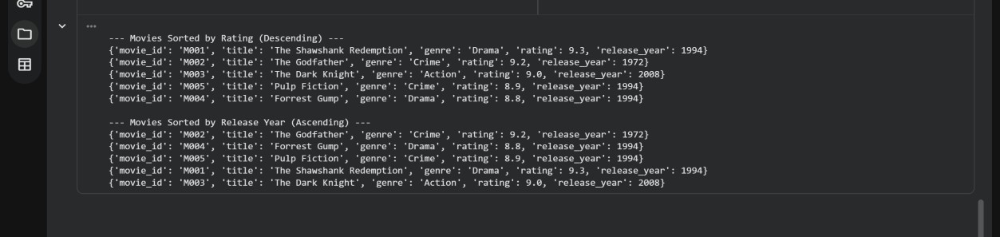 --- Movies Sorted by Rating (Descending) ---
{'movie_id': 'M001', 'title': 'The Shawshank Redemption', 'genre': 'Drama', 'rating': 9.3, 'release_year': 1994}
{'movie_id': 'M002', 'title': 'The Godfather', 'genre': 'Crime', 'rating': 9.2, 'release_year': 1972}
{'movie_id': 'M003', 'title': 'The Dark Knight', 'genre': 'Action', 'rating': 9.0, 'release_year': 2008}
{'movie_id': 'M005', 'title': 'Pulp Fiction', 'genre': 'Crime', 'rating': 8.9, 'release_year': 1994}
{'movie_id': 'M004', 'title': 'Forrest Gump', 'genre': 'Drama', 'rating': 8.8, 'release_year': 1994}
--- Movies Sorted by Release Year (Ascending) ---
{'movie_id': 'M002', 'title': 'The Godfather', 'genre': 'Crime', 'rating': 9.2, 'release_year': 1972}
{'movie_id': 'M004', 'title': 'Forrest Gump', 'genre': 'Drama', 'rating': 8.8, 'release_year': 1994}
{'movie_id': 'M005', 'title': 'Pulp Fiction', 'genre': 'Crime', 'rating': 8.9, 'release_year': 1994}
{'movie_id': 'M001', 'title': 'The Shawshank Redemption', 'genre': 'Drama', 'rating': 9.3, 'release_year': 1994}
{'movie_id': 'M003', 'title': 'The Dark Knight', 'genre': 'Action', 'rating': 9.0, 'release_year': 2008}